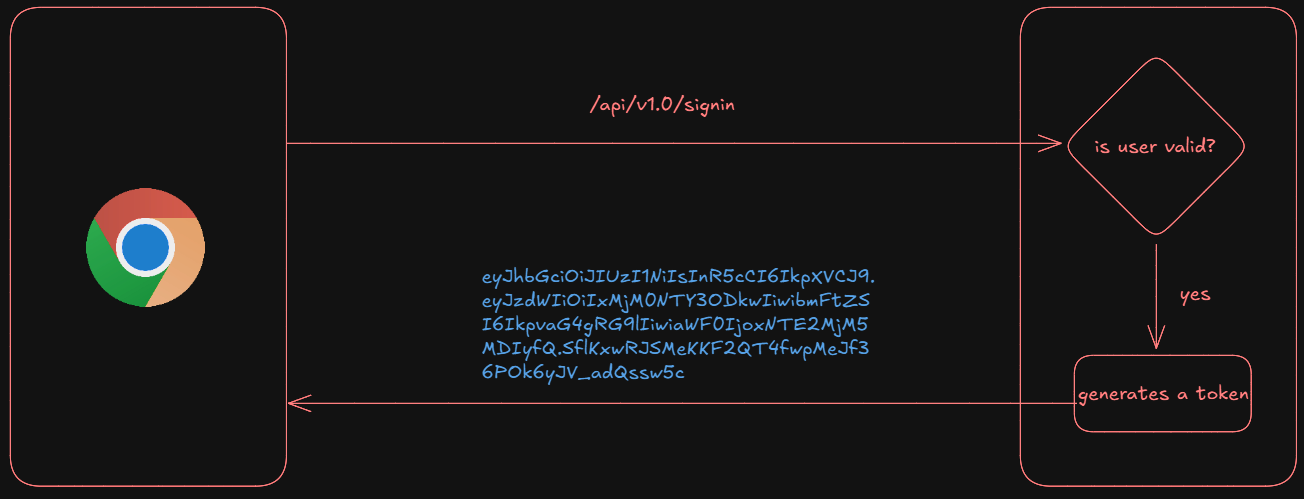 /api/v1.0/signin
is user valid?
eyJhbGciOiJIUzI1NiIsInR5cCI6IkpXVCJ9.
eyJzdWIiOiIxMjM0NTY3ODkwIiwibmFtZS
I6IkpvaG4gRG9lIiwiaWF0IjoxNTE2MjM5
MDIyfQ.SflKxwRJSMeKKF2QT4fwpMeJf3
6POk6yJV_adQssw5c
yes
generates a token